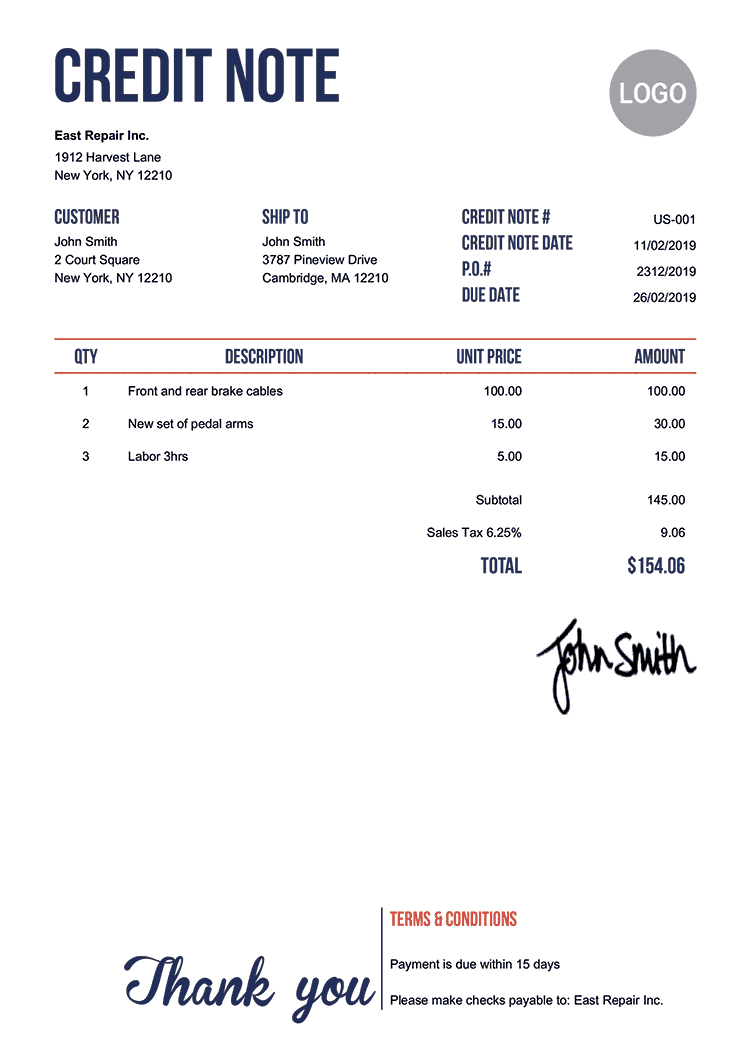 CREDIT NOTE
LOGO
East Repair Inc.
1912 Harvest Lane
New York, NY 12210
CUSTOMER
John Smith
2 Court Square
New York, NY 12210
SHIP TO
John Smith
3787 Pineview Drive
Cambridge, MA 12210
CREDIT NOTE # US-001
CREDIT NOTE DATE 11/02/2019
P.O.# 2312/2019
DUE DATE 26/02/2019
QTY DESCRIPTION UNIT PRICE AMOUNT
1 Front and rear brake cables 100.00 100.00
2 New set of pedal arms 15.00 30.00
3 Labor 3hrs 5.00 15.00
Subtotal 145.00
Sales Tax 6.25% 9.06
TOTAL $154.06
John Smith
Thank you
TERMS & CONDITIONS
Payment is due within 15 days
Please make checks payable to: East Repair Inc.